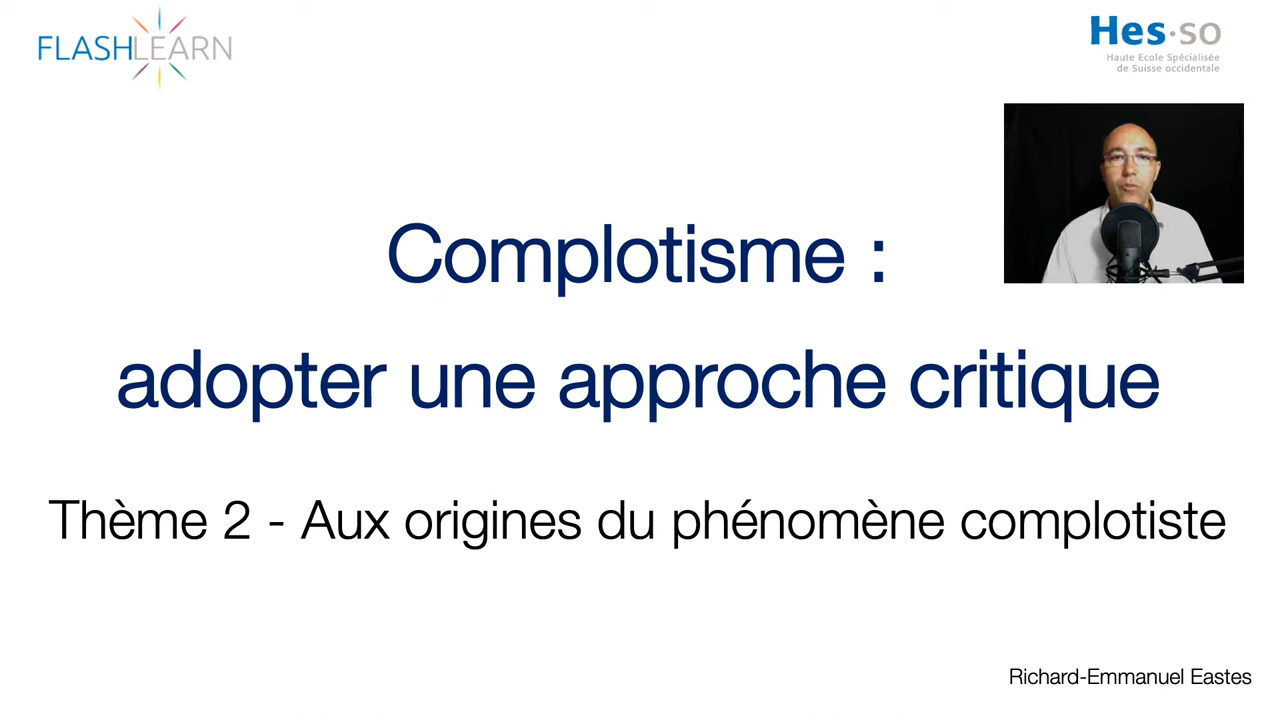 FLASHLEARN
Hes·so
Haute Ecole Spécialisée
de Suisse occidentale
Complotisme :
adopter une approche critique
Thème 2 - Aux origines du phénomène complotiste
Richard-Emmanuel Eastes